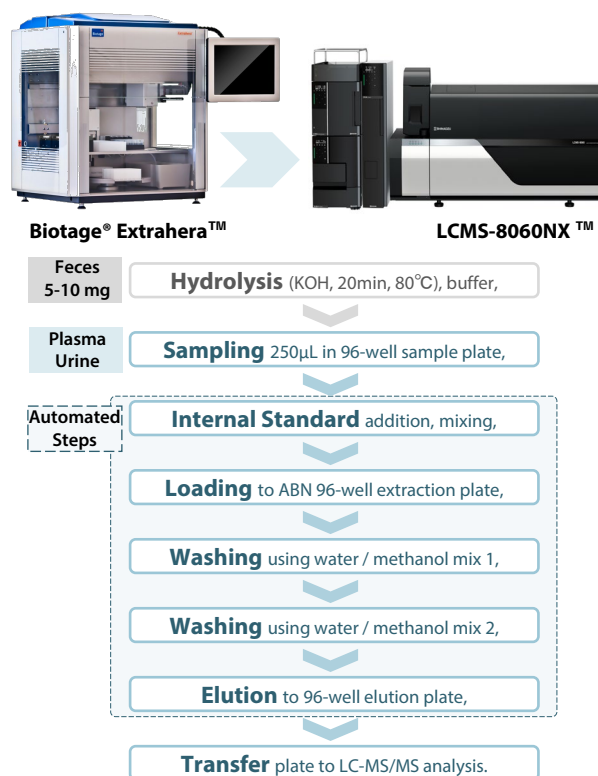 Biotage
Biotage® Extrahera™
LCMS-8060NX ™
Feces
5-10 mg
Hydrolysis (KOH, 20min, 80℃), buffer,
Plasma
Urine
Sampling 250µL in 96-well sample plate,
Automated
Steps
Internal Standard addition, mixing,
Loading to ABN 96-well extraction plate,
Washing using water / methanol mix 1,
Washing using water / methanol mix 2,
Elution to 96-well elution plate,
Transfer plate to LC-MS/MS analysis.